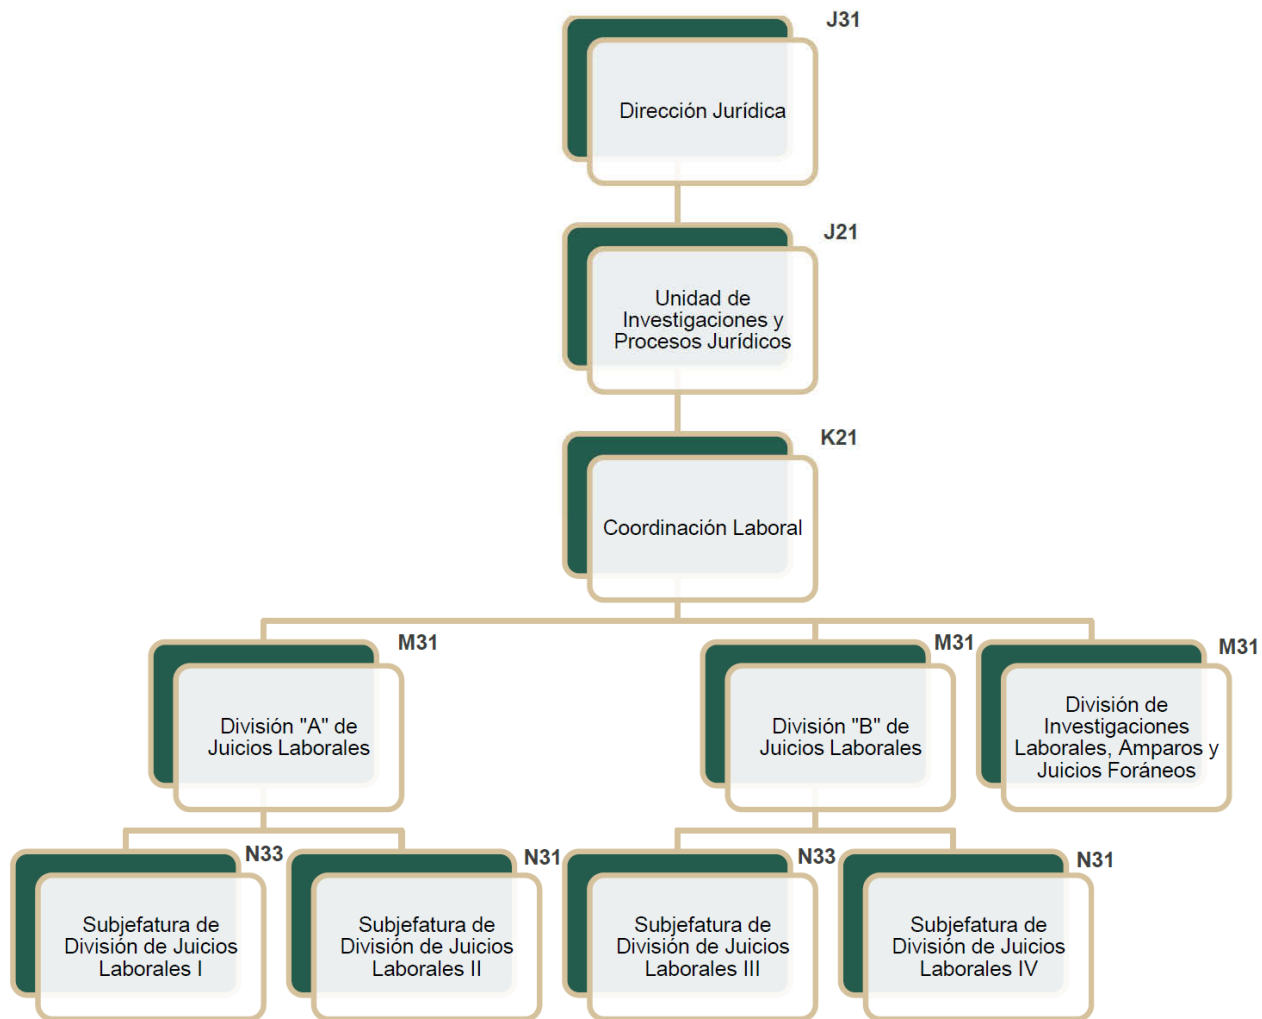 J31
Dirección Jurídica
J21
Unidad de
Investigaciones y
Procesos Jurídicos
K21
Coordinación Laboral
M31
División "A" de
Juicios Laborales
M31
División "B" de
Juicios Laborales
M31
División de
Investigaciones
Laborales, Amparos y
Juicios Foráneos
N33
Subjefatura de
División de Juicios
Laborales I
N31
Subjefatura de
División de Juicios
Laborales II
N33
Subjefatura de
División de Juicios
Laborales III
N31
Subjefatura de
División de Juicios
Laborales IV